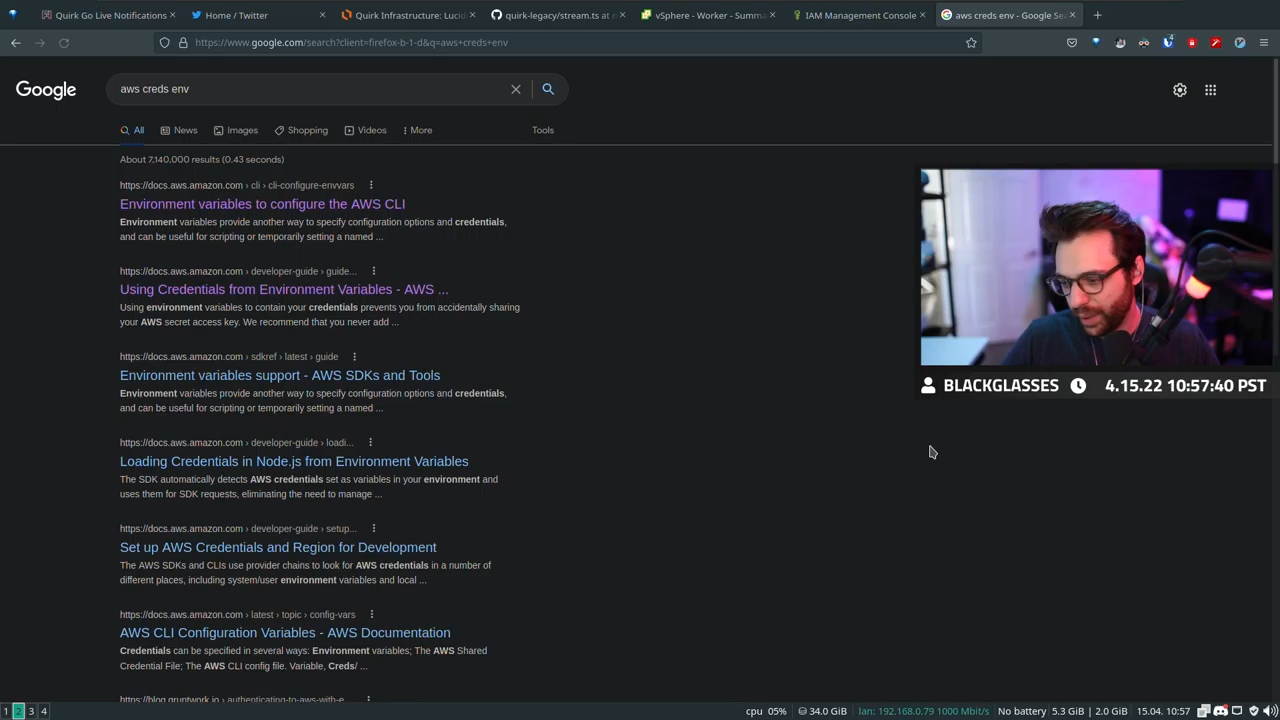 Quirk Go Live Notifications
Home / Twitter
Quirk Infrastructure: Lucid
quirk-legacy/stream.ts at n
vSphere - Worker - Summa
IAM Management Console
aws creds env - Google Sea
https://www.google.com/search?client=firefox-b-1-d&q=aws+creds+env
4
Google
aws creds env
All
News
Images
Shopping
Videos
More
Tools
About 7,140,000 results (0.43 seconds)
https://docs.aws.amazon.com › cli › cli-configure-envvars
Environment variables to configure the AWS CLI
Environment variables provide another way to specify configuration options and credentials,
and can be useful for scripting or temporarily setting a named ...
https://docs.aws.amazon.com › developer-guide › guide...
Using Credentials from Environment Variables - AWS ...
Using environment variables to contain your credentials prevents you from accidentally sharing
your AWS secret access key. We recommend that you never add ...
https://docs.aws.amazon.com › sdkref › latest › guide
Environment variables support - AWS SDKs and Tools
Environment variables provide another way to specify configuration options and credentials,
and can be useful for scripting or temporarily setting a named ...
https://docs.aws.amazon.com › developer-guide › loadi...
Loading Credentials in Node.js from Environment Variables
The SDK automatically detects AWS credentials set as variables in your environment and
uses them for SDK requests, eliminating the need to manage ...
https://docs.aws.amazon.com › developer-guide › setup...
Set up AWS Credentials and Region for Development
The AWS SDKs and CLIs use provider chains to look for AWS credentials in a number of
different places, including system/user environment variables and local ...
https://docs.aws.amazon.com › latest › topic › config-vars
AWS CLI Configuration Variables - AWS Documentation
Credentials can be specified in several ways: Environment variables; The AWS Shared
Credential File; The AWS CLI config file. Variable, Creds/ ...
https://blog.gruntwork.io › authenticating-to-aws-with-e...
BLACKGLASSES 4.15.22 10:57:40 PST
1 2 3 4
cpu 05% 34.0 GiB lan: 192.168.0.79 1000 Mbit/s No battery 5.3 GiB | 2.0 GiB 15.04. 10:57